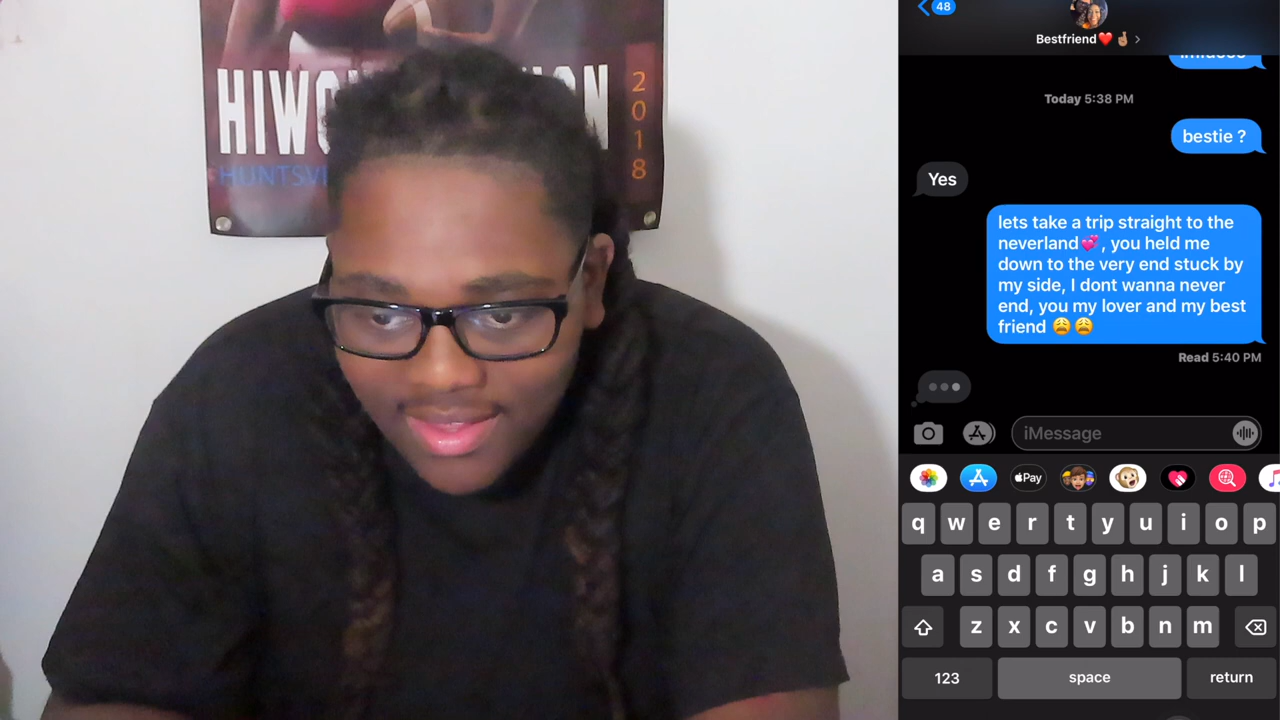 HIWO
N
2018
HUNTSVI
48
Bestfriend❤️🤞🏽 >
Today 5:38 PM
bestie ?
Yes
lets take a trip straight to the
neverland💞, you held me
down to the very end stuck by
my side, I dont wanna never
end, you my lover and my best
friend 😩😩
Read 5:40 PM
iMessage
Pay
q w e r t y u i o p
a s d f g h j k l
z x c v b n m
123 space return